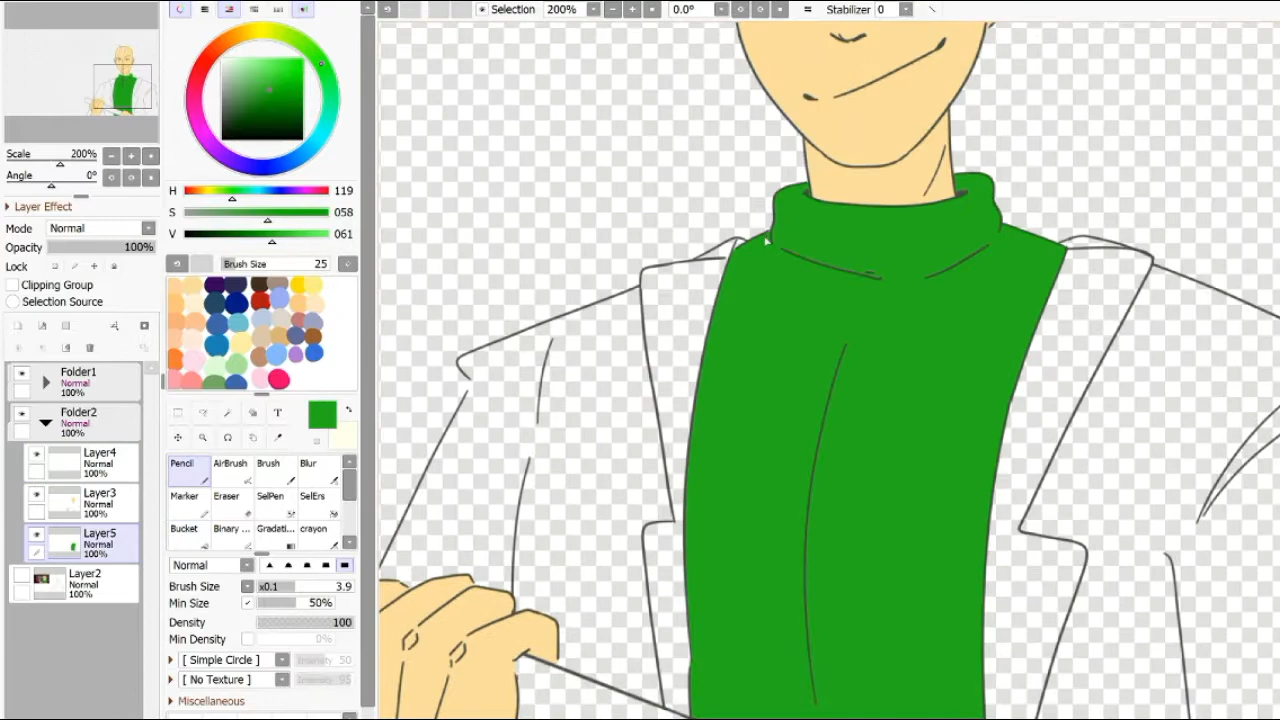 Selection 200% 0.0° Stabilizer 0
Scale 200%
Angle 0°
Layer Effect
Mode Normal
Opacity 100%
Lock
Clipping Group
Selection Source
Folder1
Normal
100%
Folder2
Normal
100%
Layer4
Normal
100%
Layer3
Normal
100%
Layer5
Normal
100%
Layer2
Normal
100%
H 119
S 058
V 061
Brush Size 25
T
Pencil AirBrush Brush Blur
Marker Eraser SelPen SelErs
Bucket Binary ... Gradati... crayon
Normal
Brush Size x0.1 3.9
Min Size 50%
Density 100
Min Density 0%
[ Simple Circle ] Intensity 50
[ No Texture ] Intensity 95
Miscellaneous